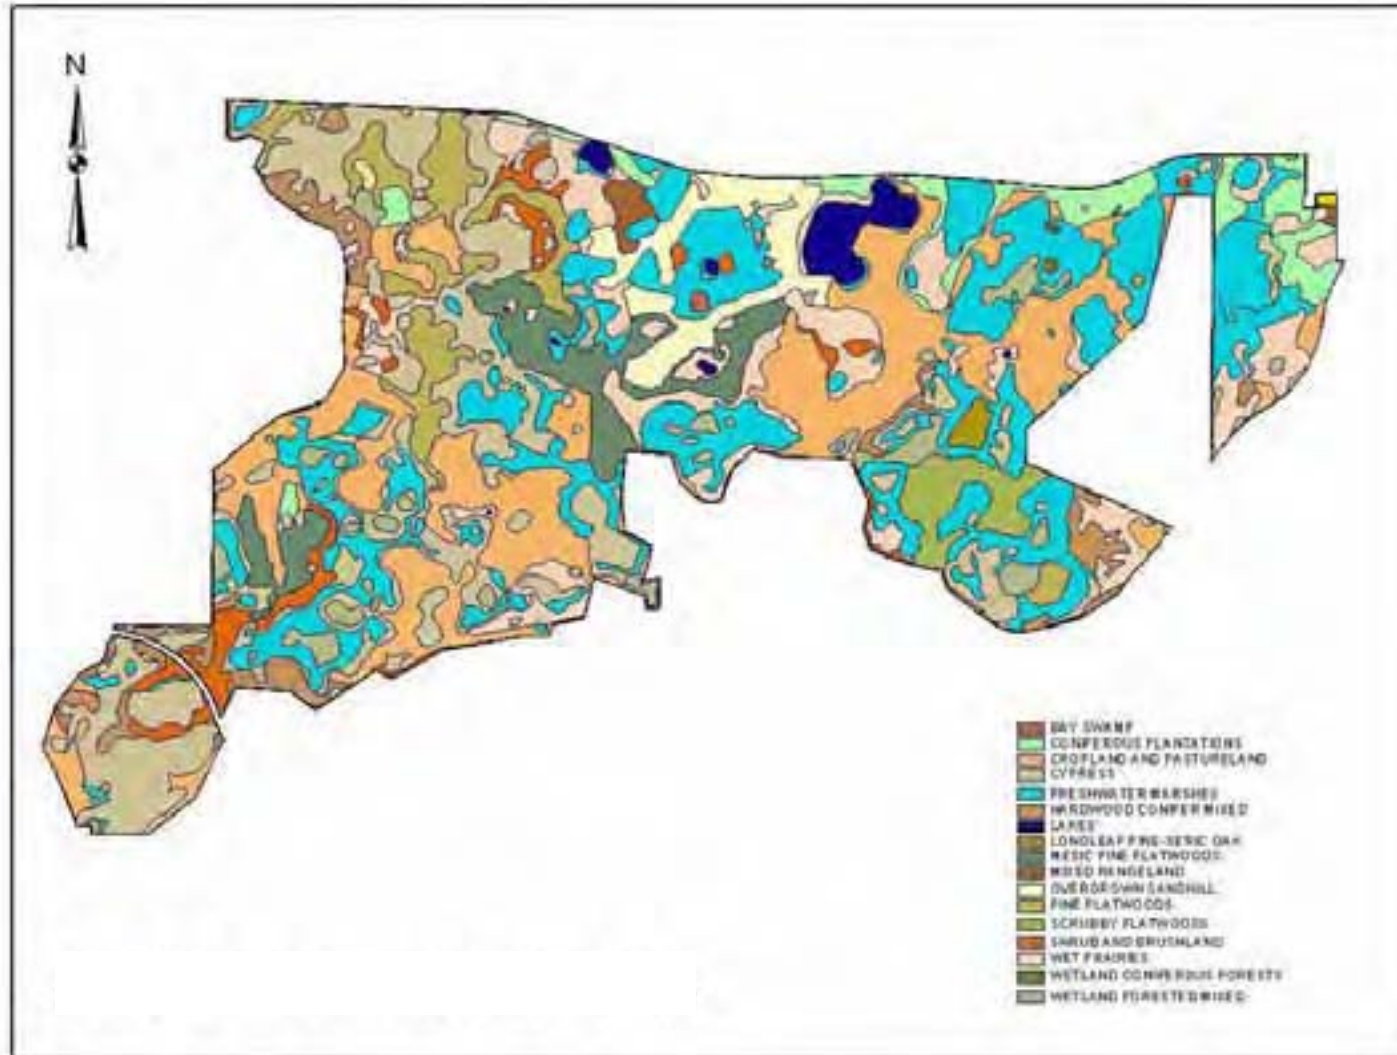 N
BAY SWAMP
CONIFEROUS PLANTATIONS
CROPLAND AND PASTURELAND
CYPRESS
FRESHWATER MARSHES
HARDWOOD CONIFER MIXED
LAKES
LONGLEAF PINE-XERIC OAK
MESIC PINE FLATWOODS
MIXED RANGELAND
OVERGROWN SANDHILL
PINE FLATWOODS
SCRUBBY FLATWOODS
SHRUB AND BRUSHLAND
WET PRAIRIES
WETLAND CONIFEROUS FORESTS
WETLAND FORESTED MIXED